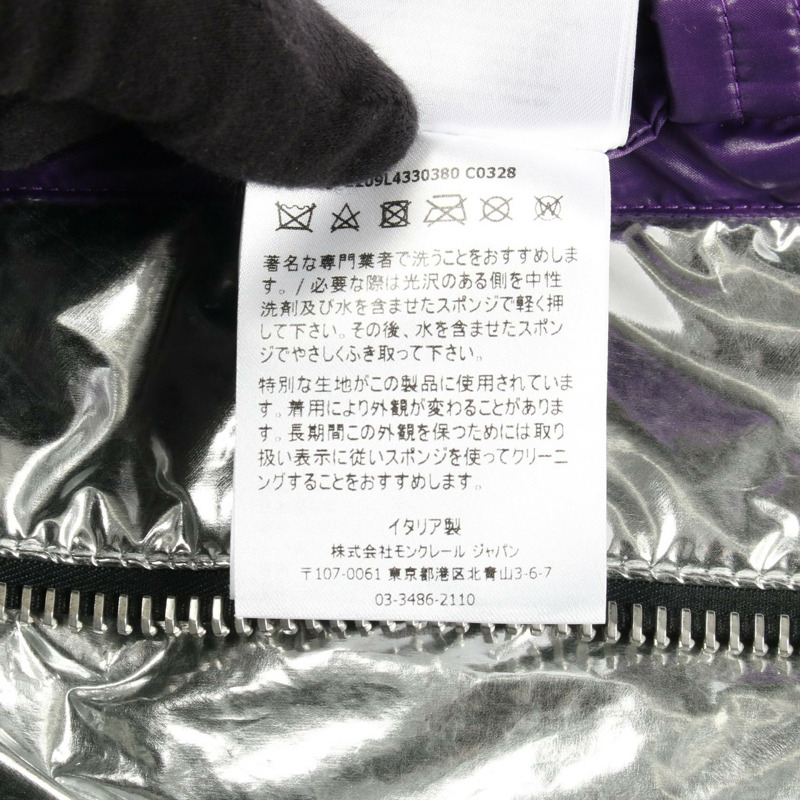 209L4330380 C0328
著名な専門業者で洗うことをおすすめしま
す。/ 必要な際は光沢のある側を中性
洗剤及び水を含ませたスポンジで軽く押
して下さい。その後、水を含ませたスポン
ジでやさしくふき取って下さい。
特別な生地がこの製品に使用されていま
す。着用により外観が変わることがありま
す。長期間この外観を保つためには取り
扱い表示に従いスポンジを使ってクリーニ
ングすることをおすすめします。
イタリア製
株式会社モンクレール ジャパン
〒107-0061 東京都港区北青山3-6-7
03-3486-2110